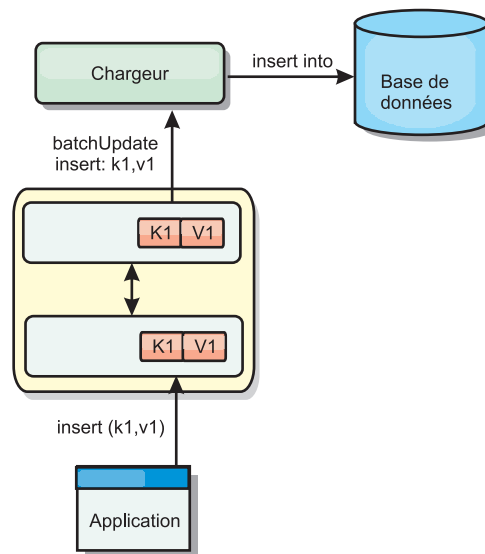 Chargeur
insert into
Base de
données
batchUpdate
insert: k1,v1
K1 V1
K1 V1
insert (k1,v1)
Application